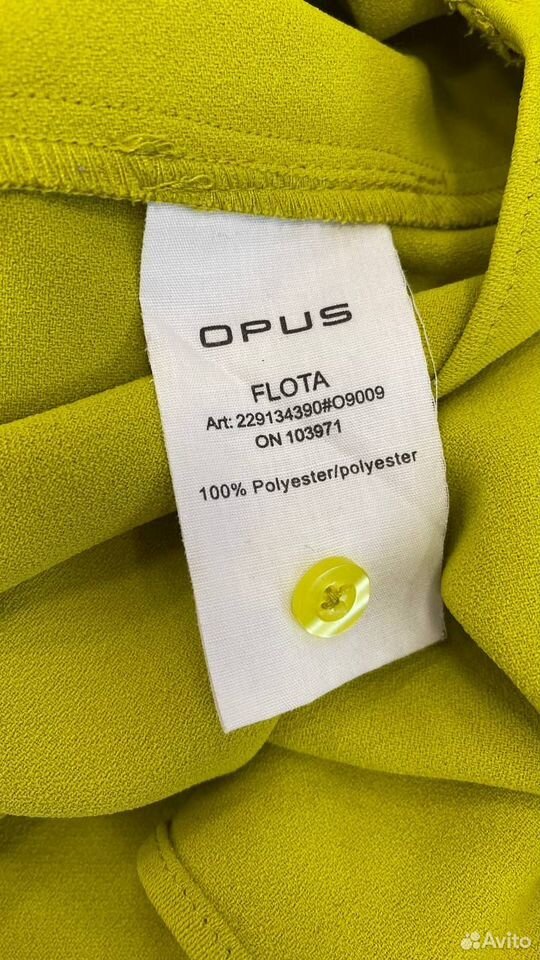 OPUS
FLOTA
Art: 229134390#O9009
ON 103971
100% Polyester/polyester
Avito